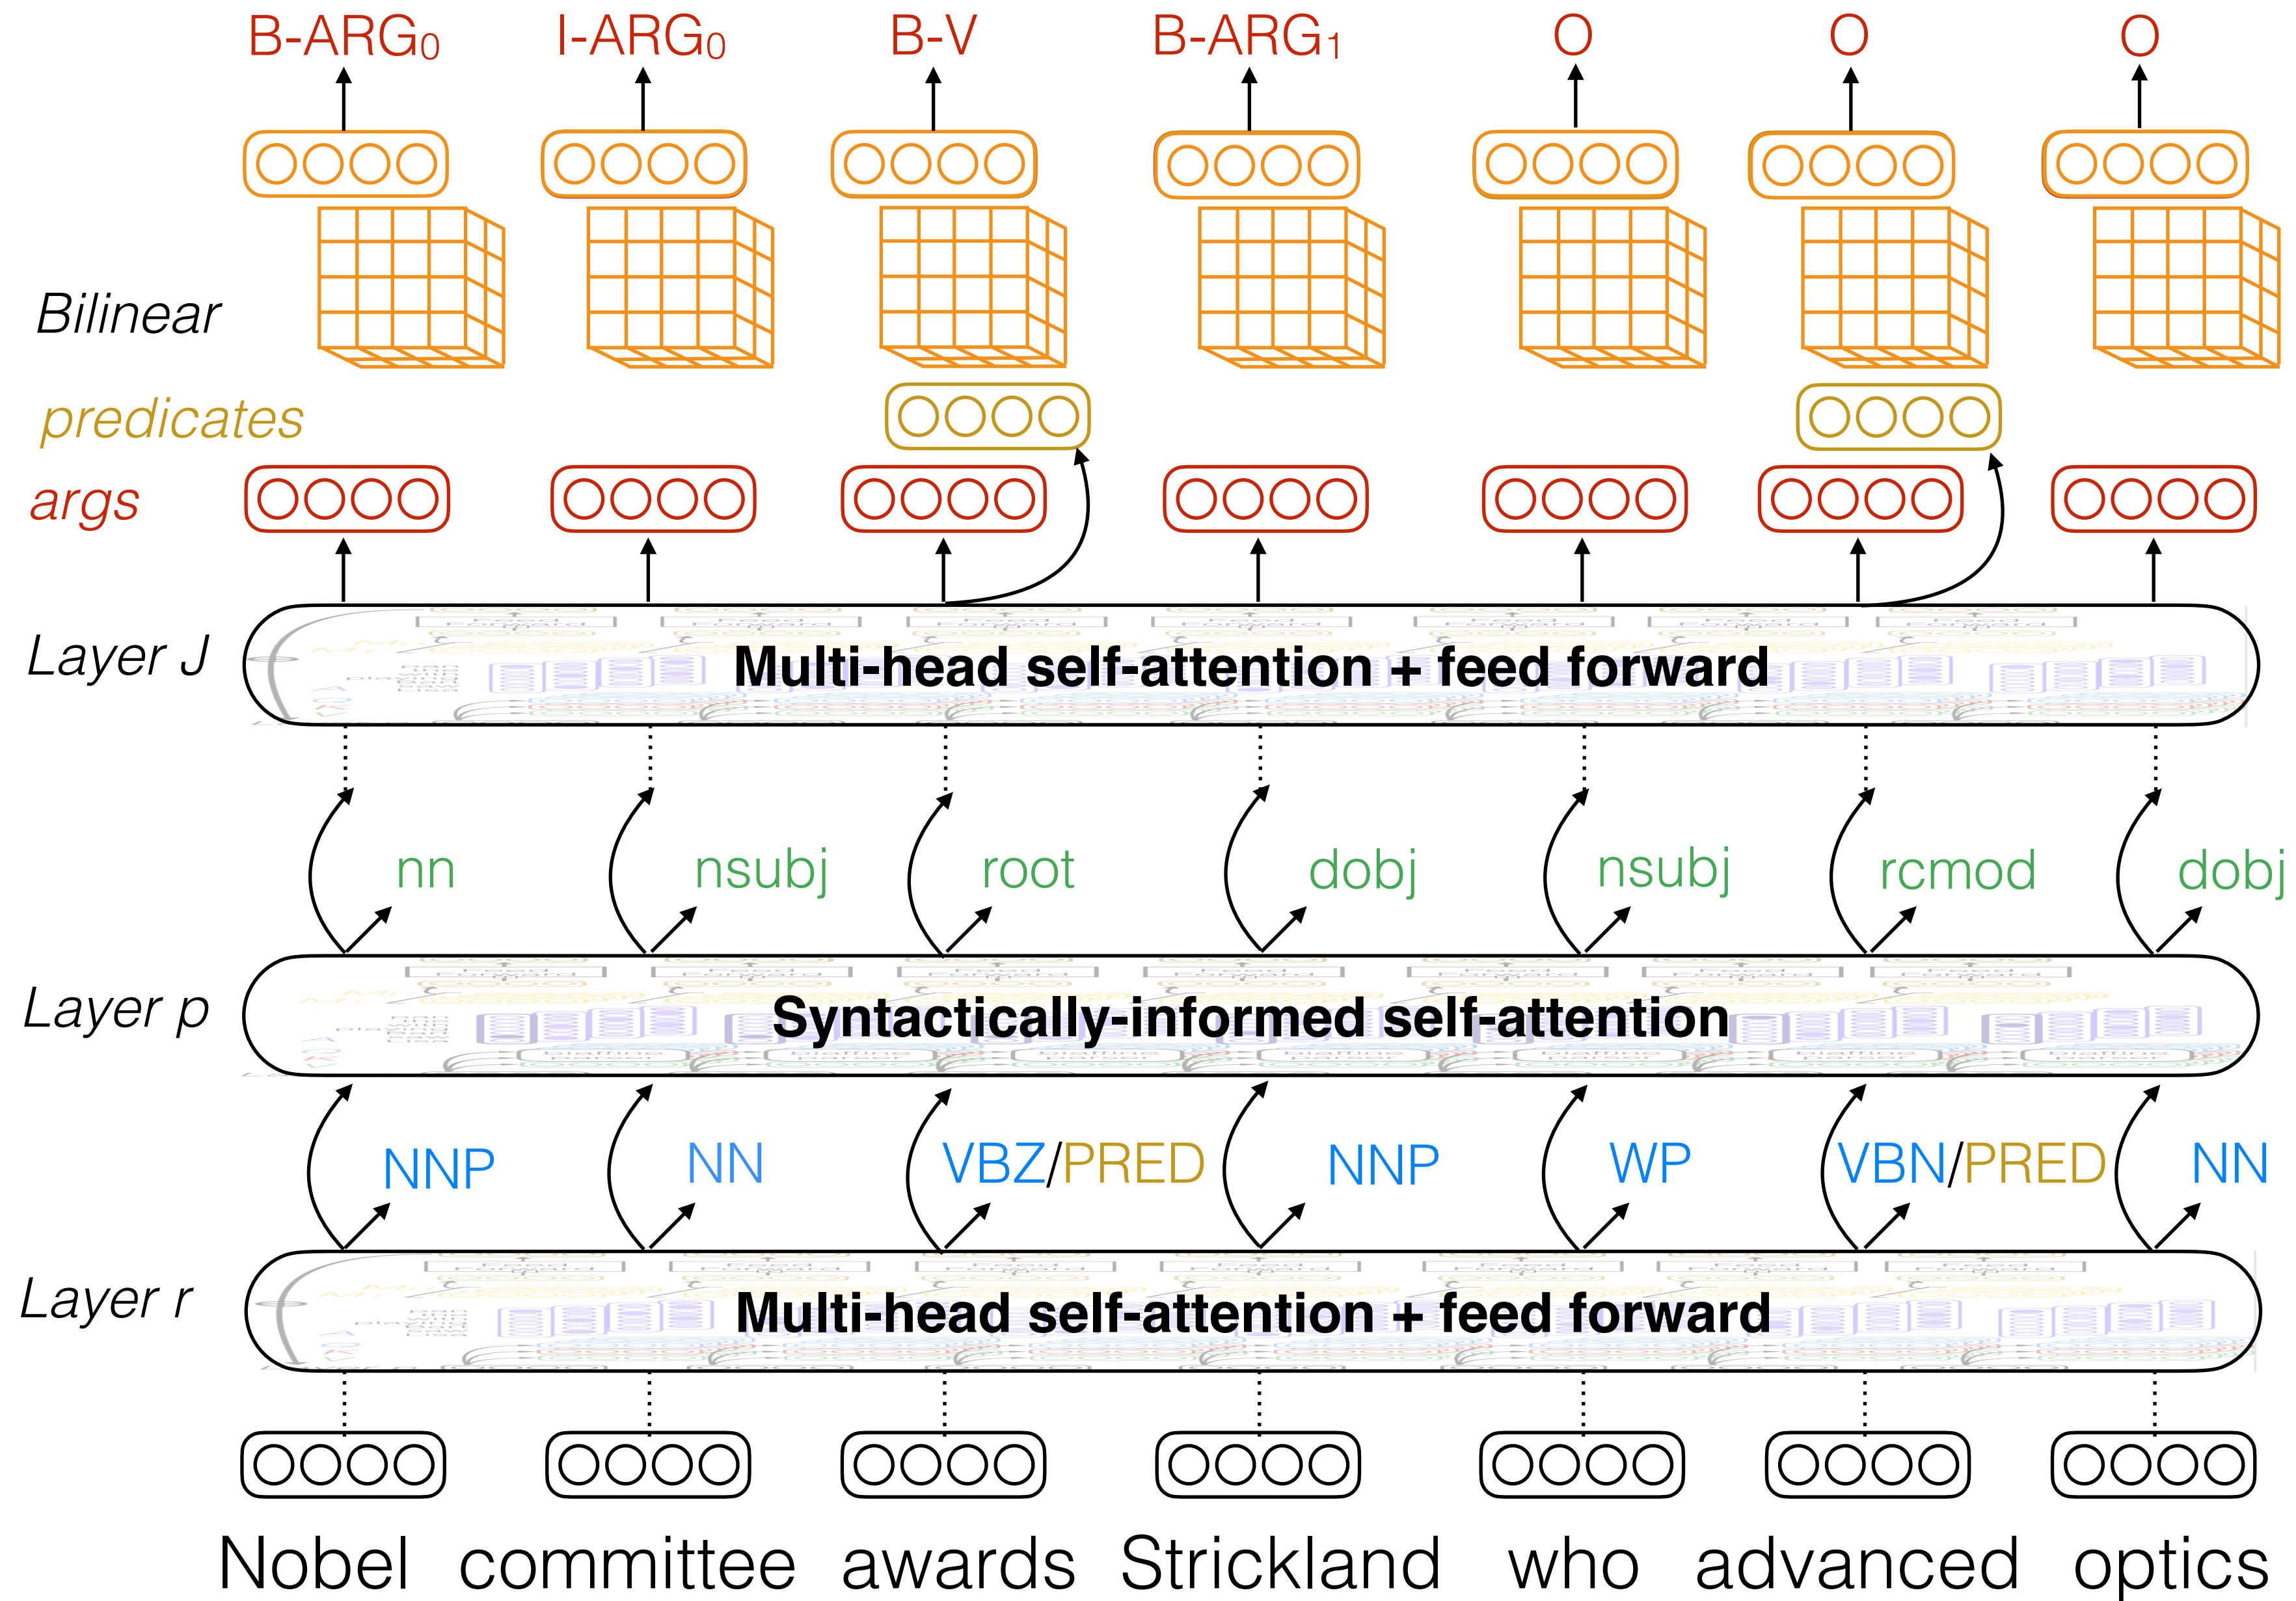 B-ARG0 I-ARG0 B-V B-ARG1 O O O
Bilinear
predicates
args
Layer J Multi-head self-attention + feed forward
nn nsubj root dobj nsubj rcmod dobj
Layer p Syntactically-informed self-attention
NNP NN VBZ/PRED NNP WP VBN/PRED NN
Layer r Multi-head self-attention + feed forward
Nobel committee awards Strickland who advanced optics